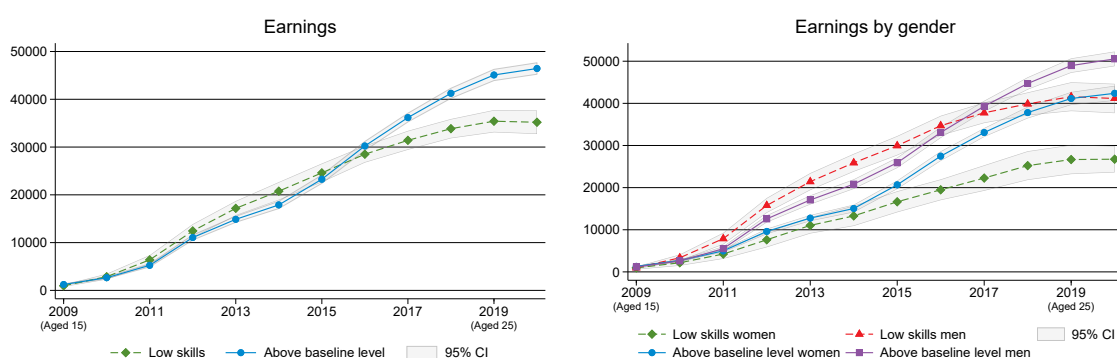 Earnings
50000
40000
30000
20000
10000
0
2009 2011 2013 2015 2017 2019
(Aged 15) (Aged 25)
Low skills Above baseline level 95% CI
Earnings by gender
50000
40000
30000
20000
10000
0
2009 2011 2013 2015 2017 2019
(Aged 15) (Aged 25)
Low skills women Low skills men 95% CI
Above baseline level women Above baseline level men